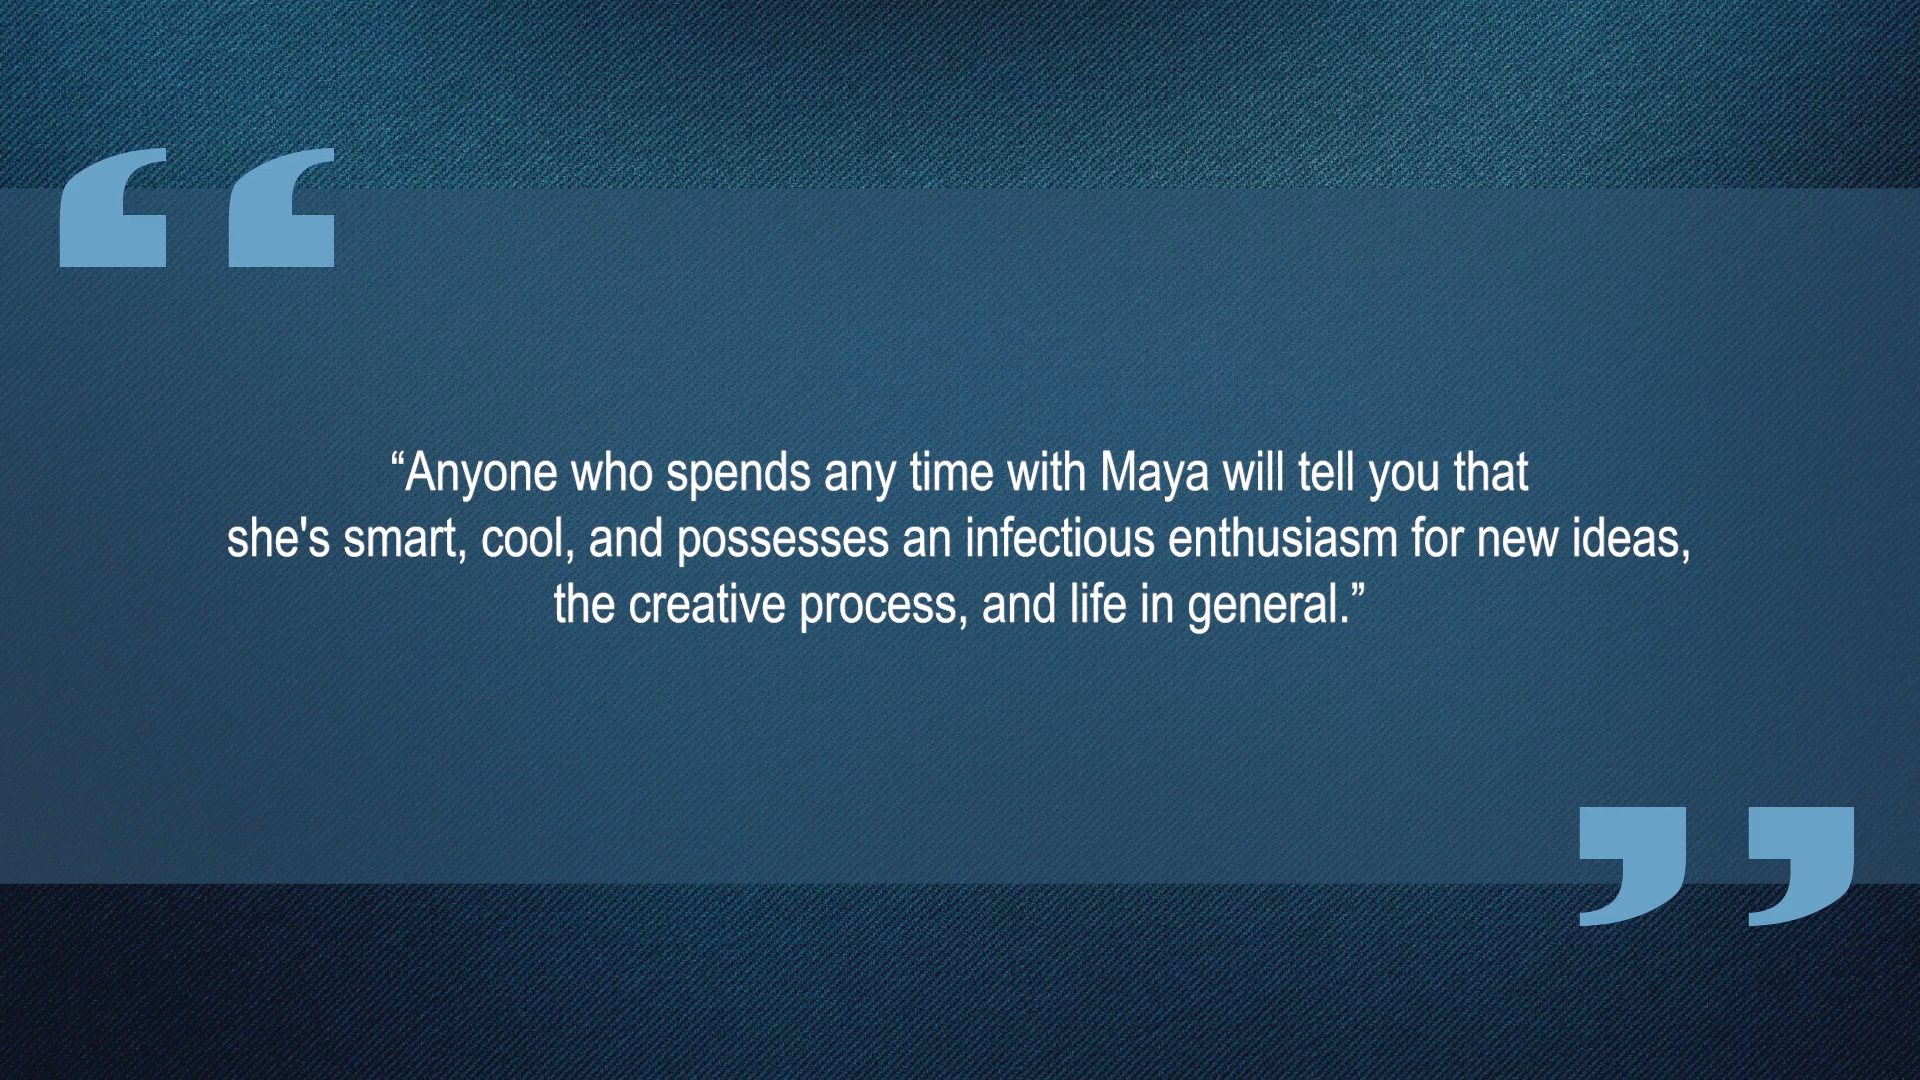 “Anyone who spends any time with Maya will tell you that
she's smart, cool, and possesses an infectious enthusiasm for new ideas,
the creative process, and life in general.”